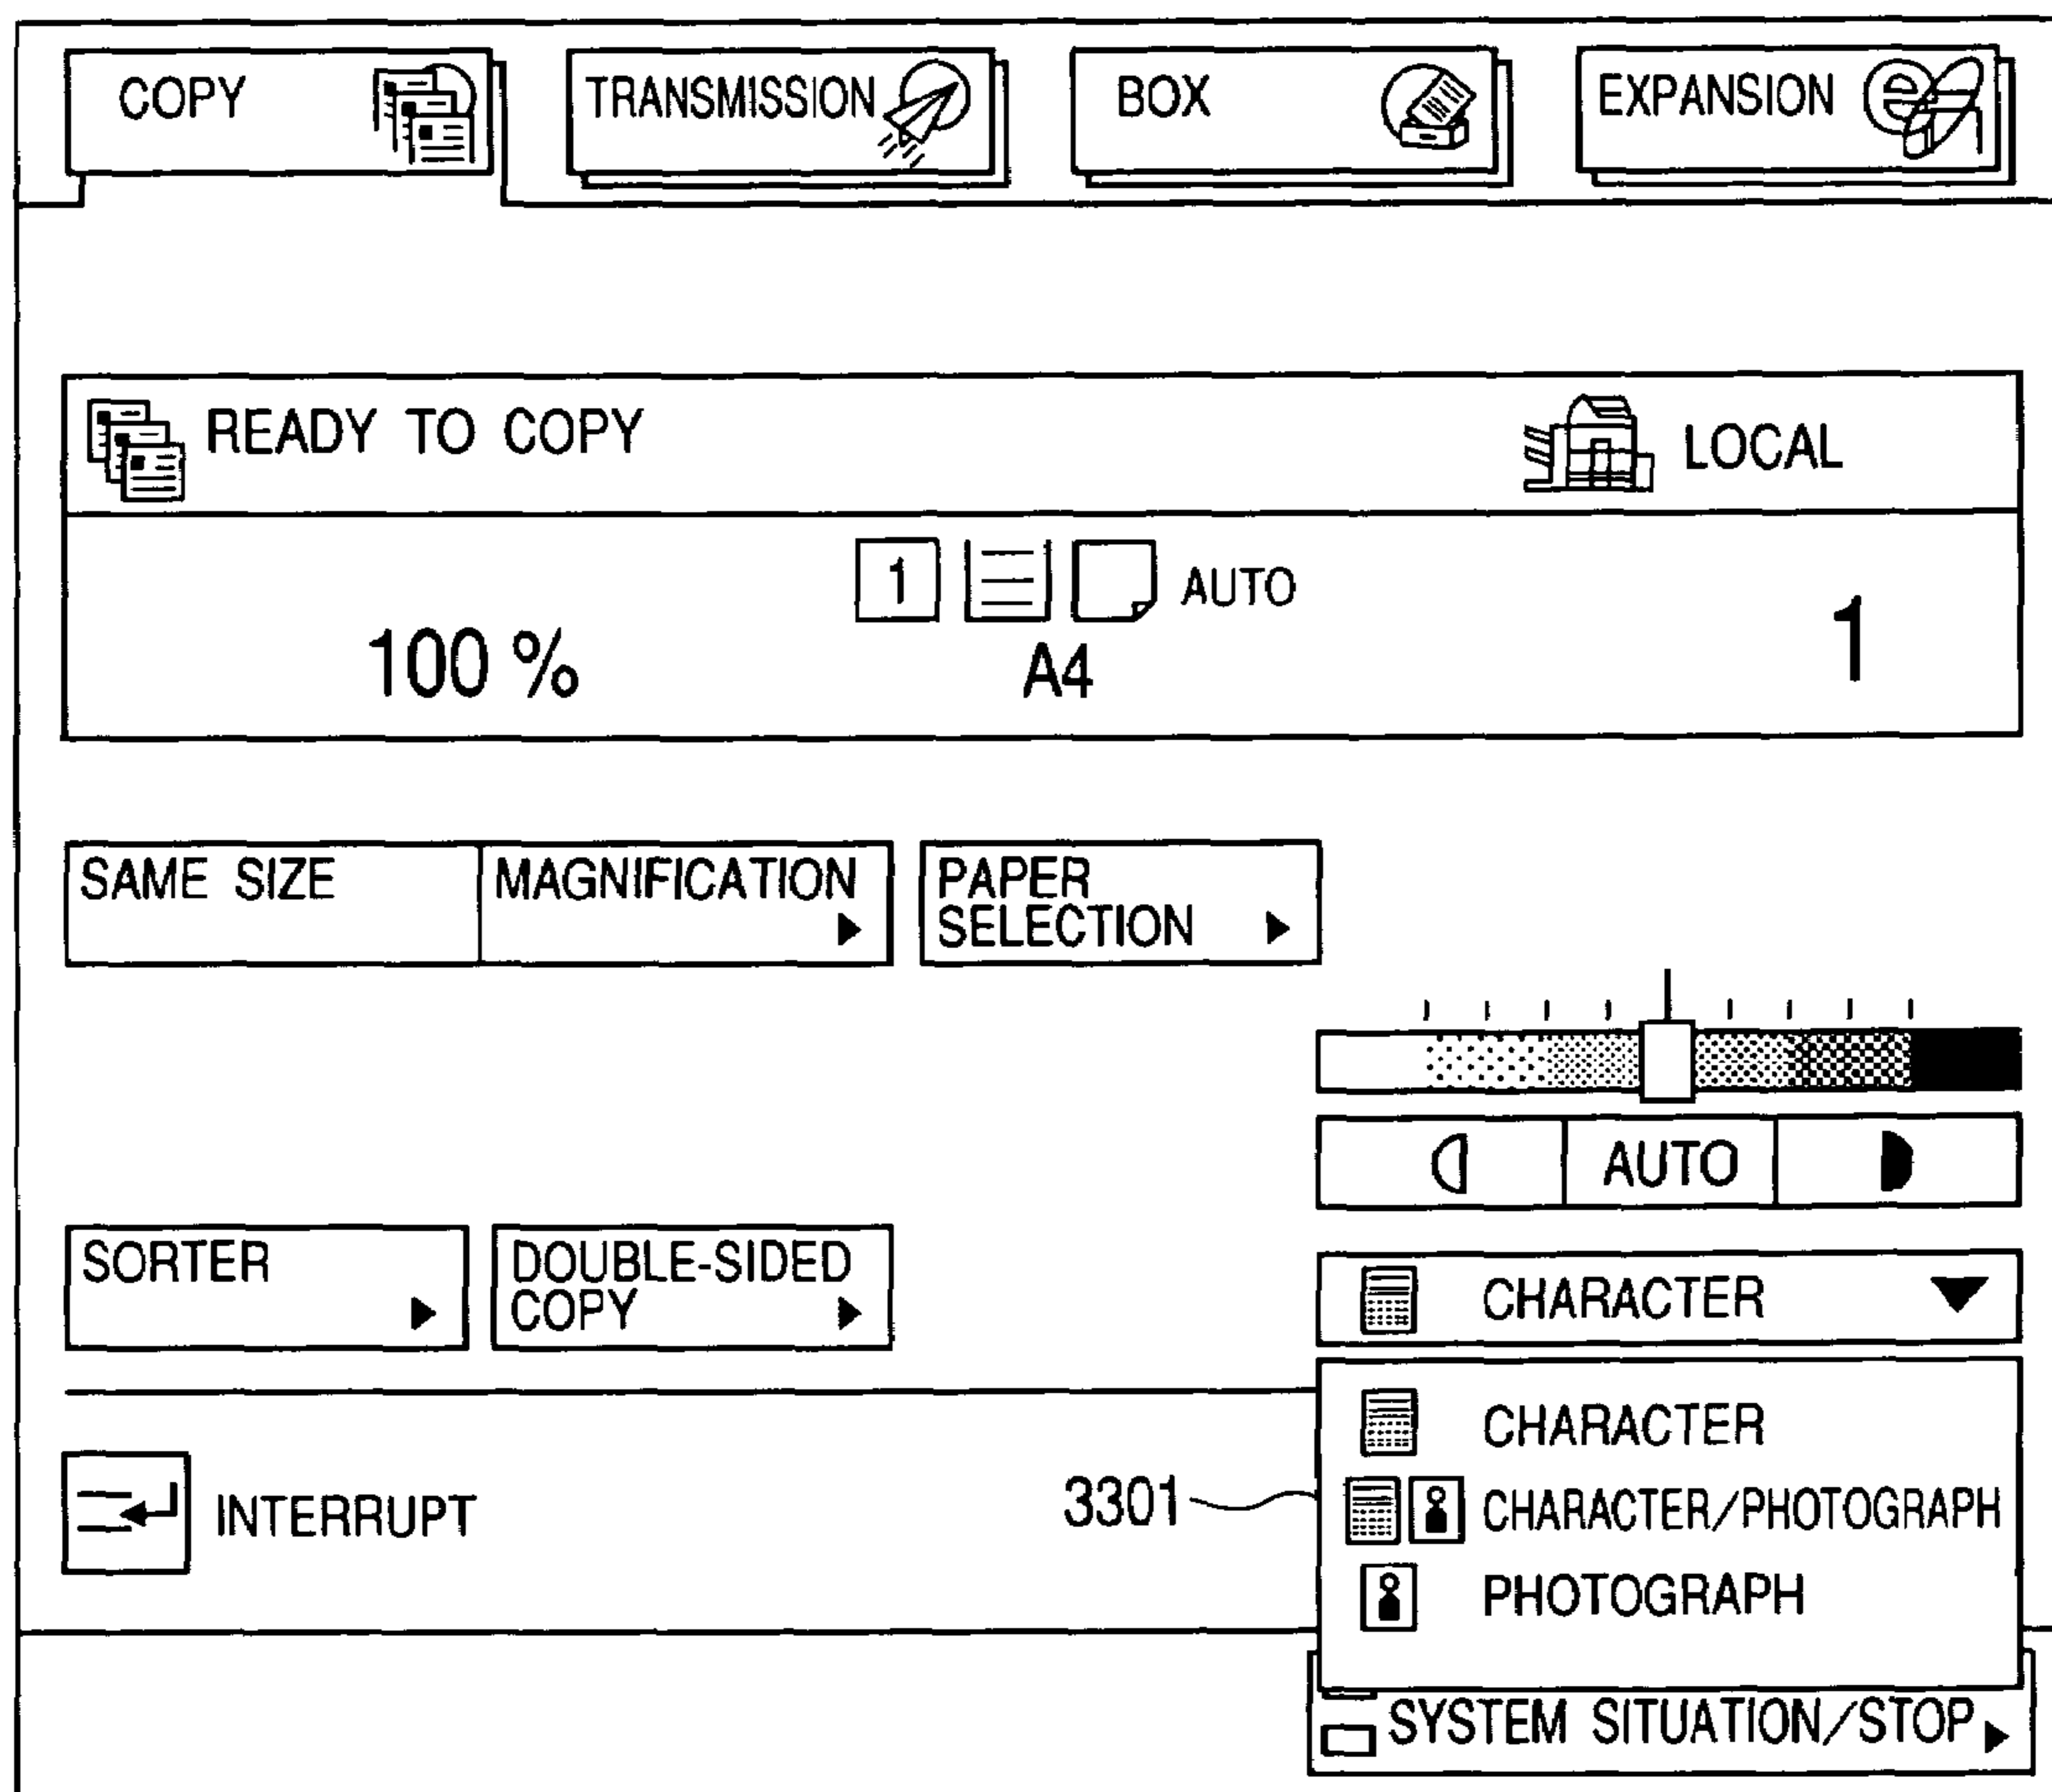 COPY
TRANSMISSION
BOX
EXPANSION
e
READY TO COPY
LOCAL
1
AUTO
100 %
A4
1
SAME SIZE
MAGNIFICATION
PAPER
SELECTION
AUTO
SORTER
DOUBLE-SIDED
COPY
CHARACTER
CHARACTER
3301
CHARACTER/PHOTOGRAPH
PHOTOGRAPH
INTERRUPT
SYSTEM SITUATION/STOP